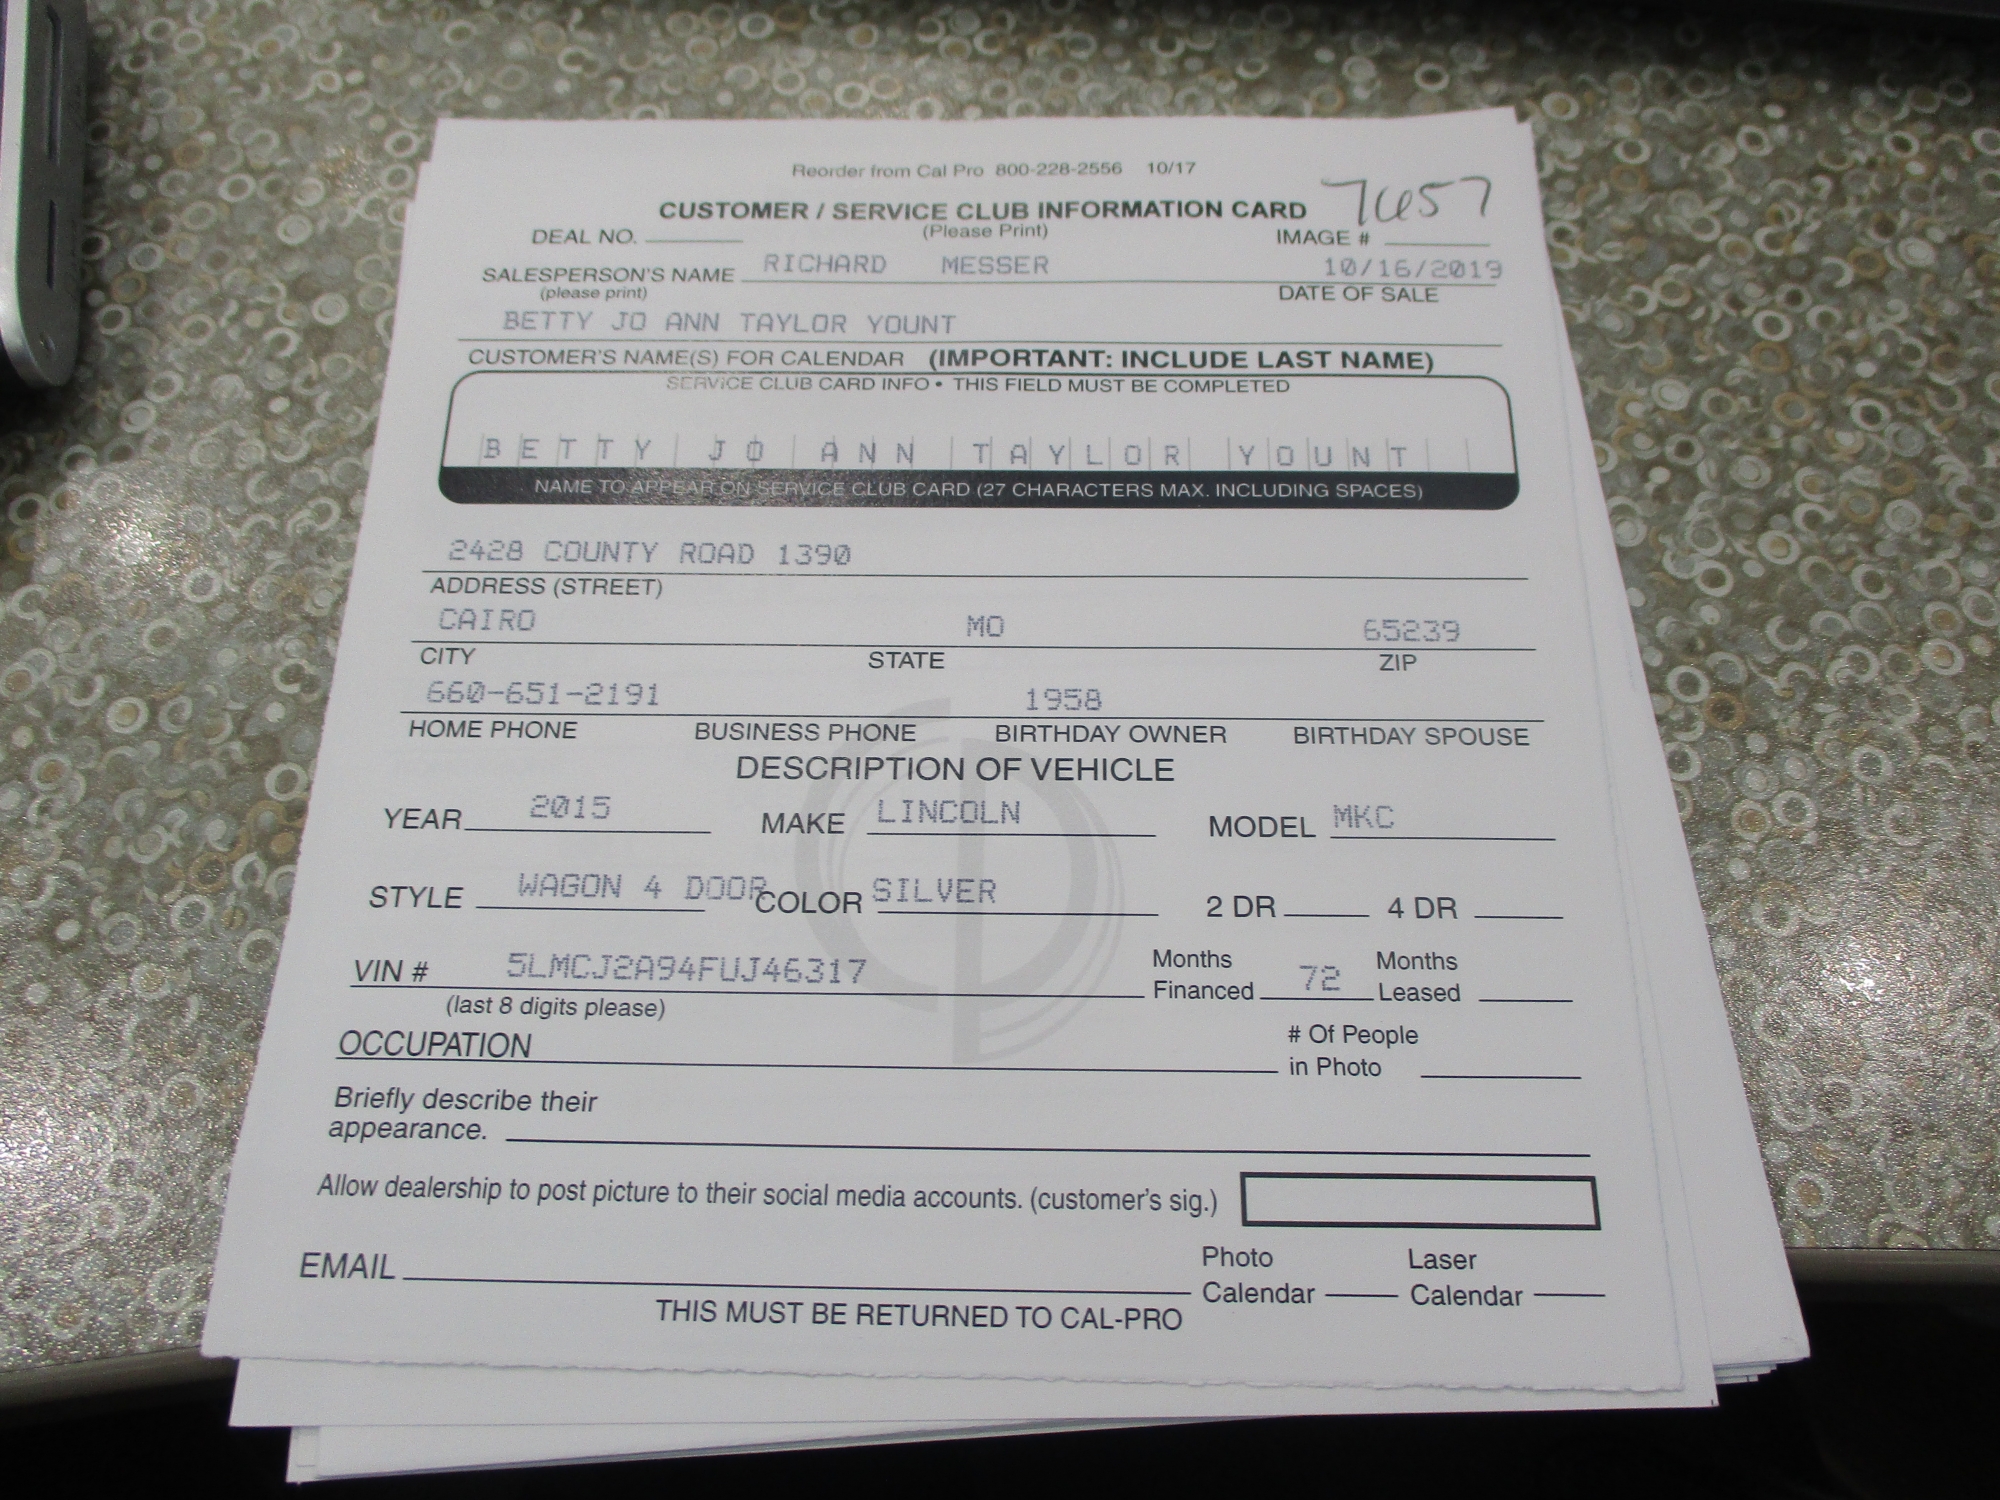 Reorder from Cal Pro 800-228-2556 10/17
CUSTOMER / SERVICE CLUB INFORMATION CARD 7657
(Please Print)
DEAL NO. IMAGE #
SALESPERSON'S NAME RICHARD MESSER 10/16/2019
(please print) DATE OF SALE
BETTY JO ANN TAYLOR YOUNT
CUSTOMER'S NAME(S) FOR CALENDAR (IMPORTANT: INCLUDE LAST NAME)
SERVICE CLUB CARD INFO • THIS FIELD MUST BE COMPLETED
BETTY JO ANN TAYLOR YOUNT
NAME TO APPEAR ON SERVICE CLUB CARD (27 CHARACTERS MAX. INCLUDING SPACES)
2428 COUNTY ROAD 1390
ADDRESS (STREET)
CAIRO MO 65239
CITY STATE ZIP
660-651-2191 1958
HOME PHONE BUSINESS PHONE BIRTHDAY OWNER BIRTHDAY SPOUSE
DESCRIPTION OF VEHICLE
YEAR 2015 MAKE LINCOLN MODEL MKC
STYLE WAGON 4 DOOR COLOR SILVER 2 DR 4 DR
VIN # 5LMCJ2A94FUJ46317 Months Financed 72 Months Leased
(last 8 digits please)
OCCUPATION # Of People in Photo
Briefly describe their
appearance.
Allow dealership to post picture to their social media accounts. (customer's sig.)
EMAIL Photo Calendar Laser Calendar
THIS MUST BE RETURNED TO CAL-PRO